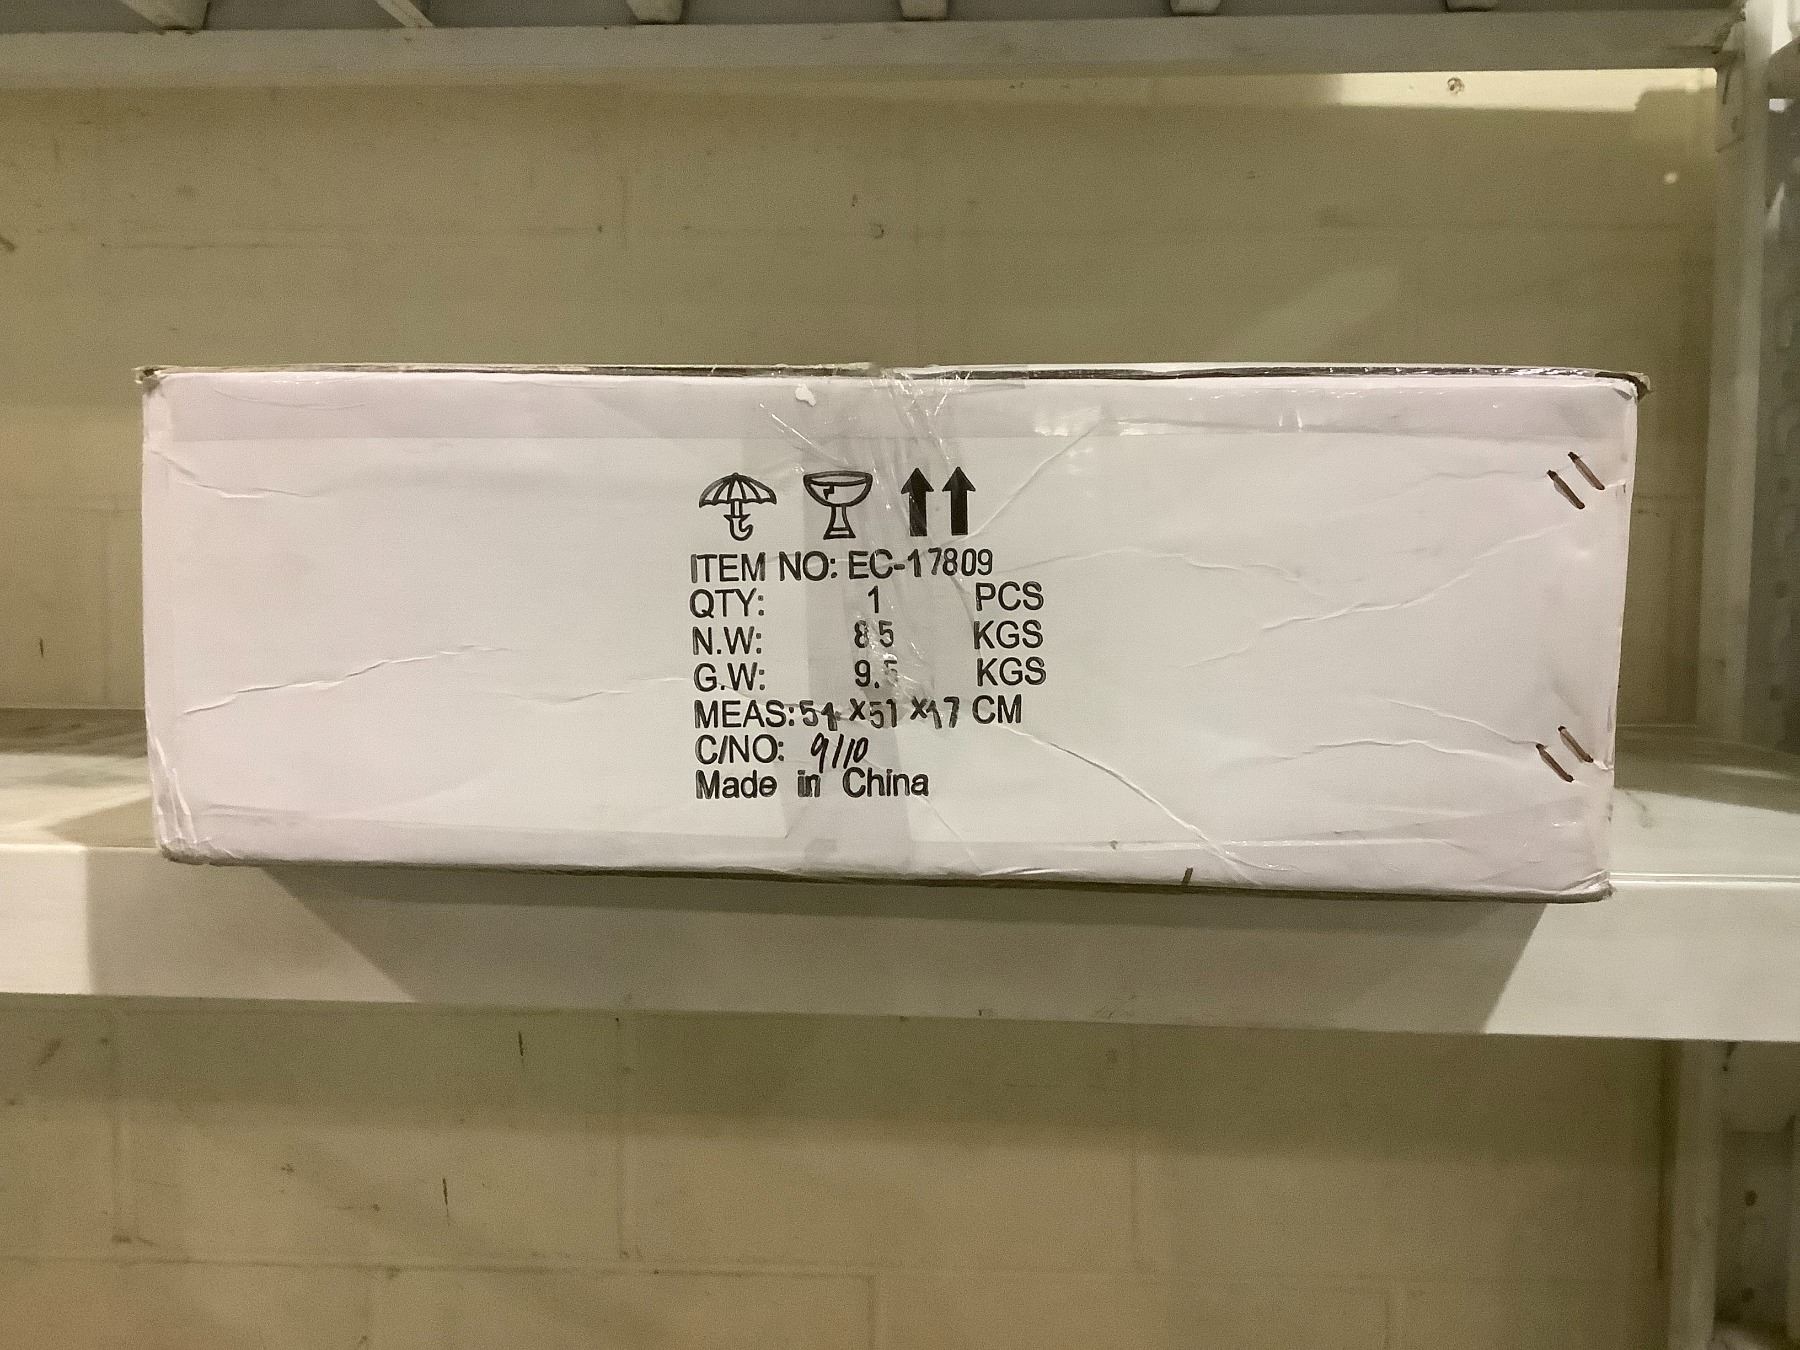 ITEM NO: EC-17809
QTY: 1 PCS
N.W: 8.5 KGS
G.W: 9.5 KGS
MEAS: 51 X51 X17 CM
C/NO: 9/10
Made in China